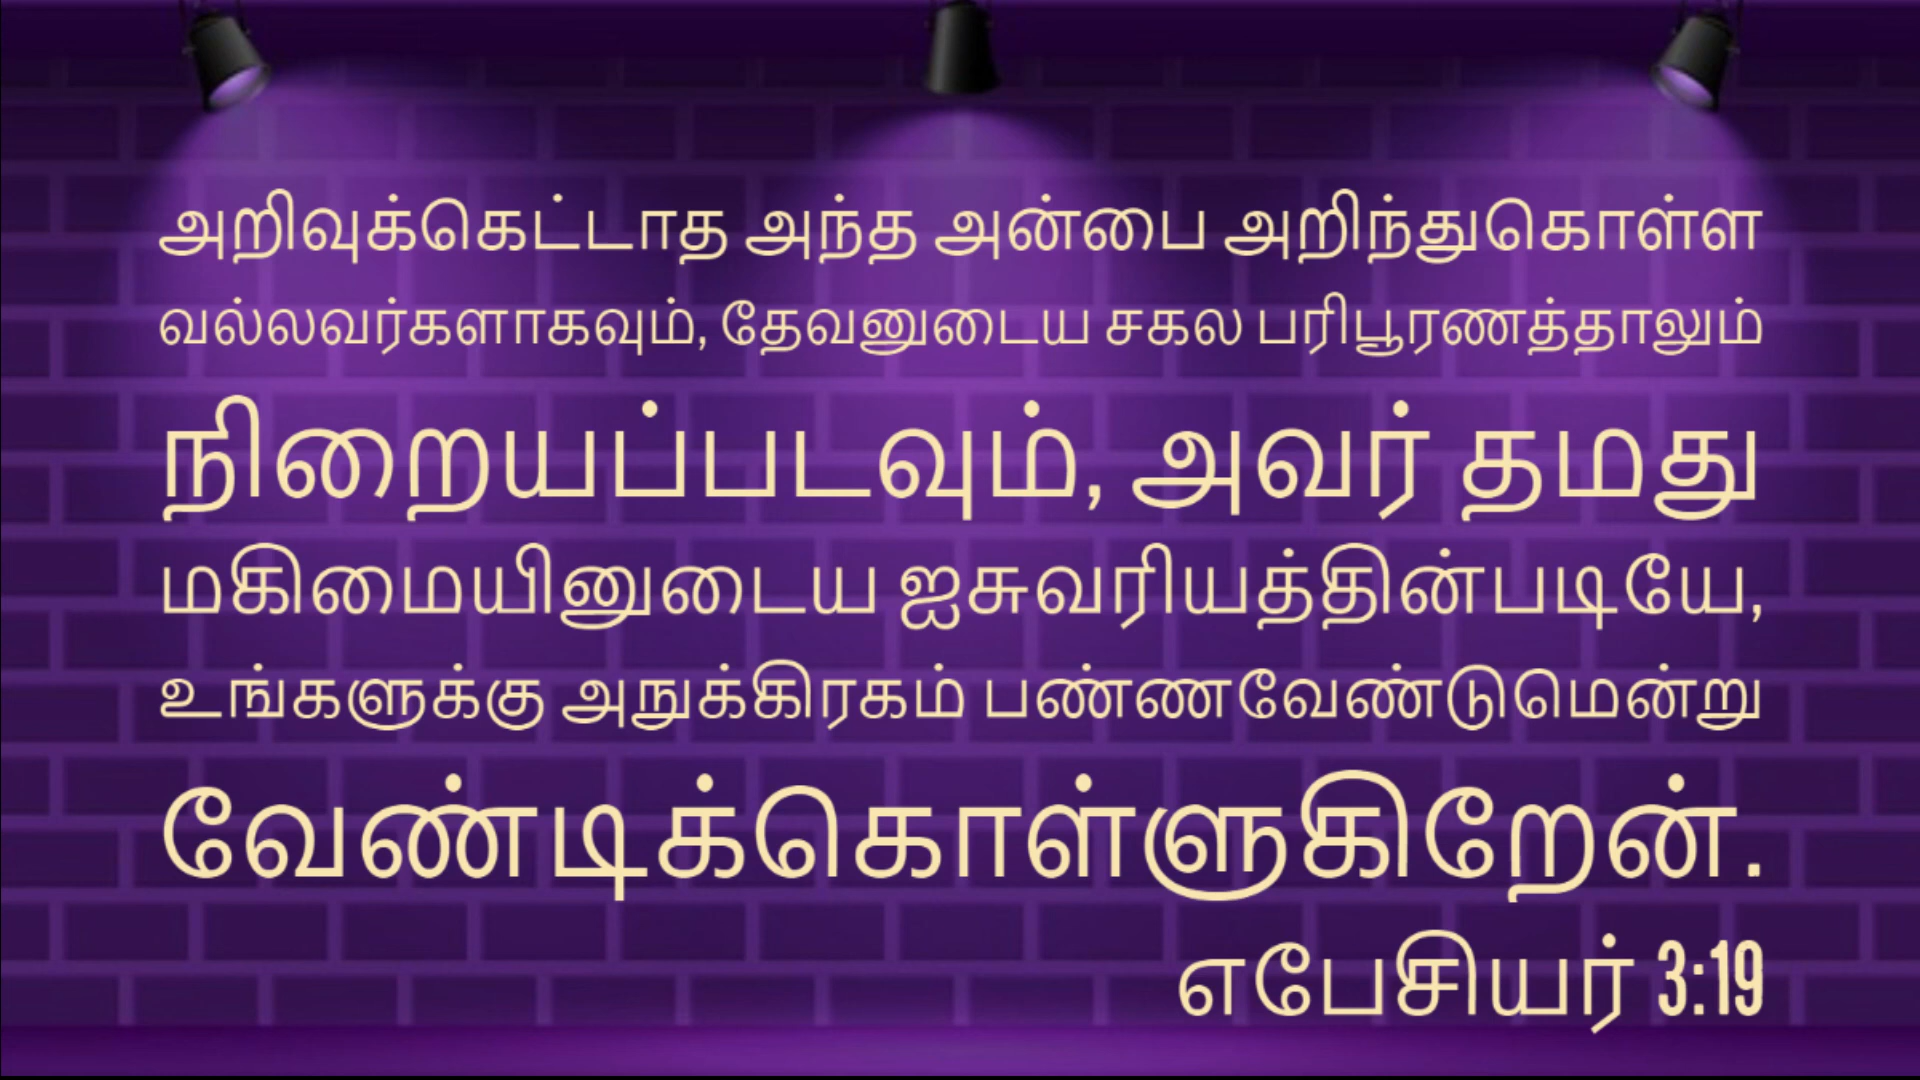 அறிவுக்கெட்டாத அந்த அன்பை அறிந்துகொள்ள
வல்லவர்களாகவும், தேவனுடைய சகல பரிபூரணத்தாலும்
நிறையப்படவும், அவர் தமது
மகிமையினுடைய ஐசுவரியத்தின்படியே,
உங்களுக்கு அநுக்கிரகம் பண்ணவேண்டுமென்று
வேண்டிக்கொள்ளுகிறேன்.
எபேசியர் 3:19